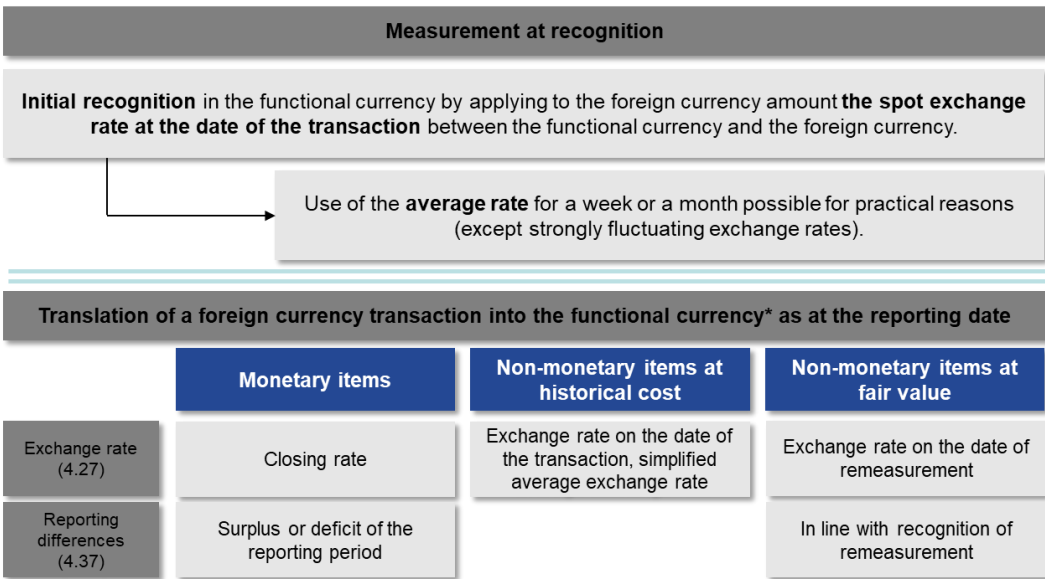 Measurement at recognition
Initial recognition in the functional currency by applying to the foreign currency amount the spot exchange
rate at the date of the transaction between the functional currency and the foreign currency.
Use of the average rate for a week or a month possible for practical reasons
(except strongly fluctuating exchange rates).
Translation of a foreign currency transaction into the functional currency* as at the reporting date
Monetary items
Non-monetary items at
historical cost
Non-monetary items at
fair value
Exchange rate
(4.27)
Closing rate
Exchange rate on the date of
the transaction, simplified
average exchange rate
Exchange rate on the date of
remeasurement
Reporting
differences
(4.37)
Surplus or deficit of the
reporting period
In line with recognition of
remeasurement